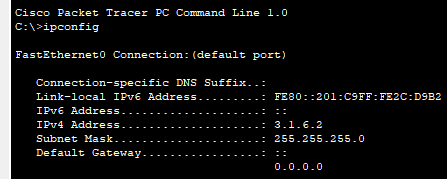 Cisco Packet Tracer PC Command Line 1.0
C:\>ipconfig
FastEthernet0 Connection:(default port)
Connection-specific DNS Suffix..:
Link-local IPv6 Address.........: FE80::201:C9FF:FE2C:D9B2
IPv6 Address....................: ::
IPv4 Address....................: 3.1.6.2
Subnet Mask.....................: 255.255.255.0
Default Gateway.................: ::
0.0.0.0